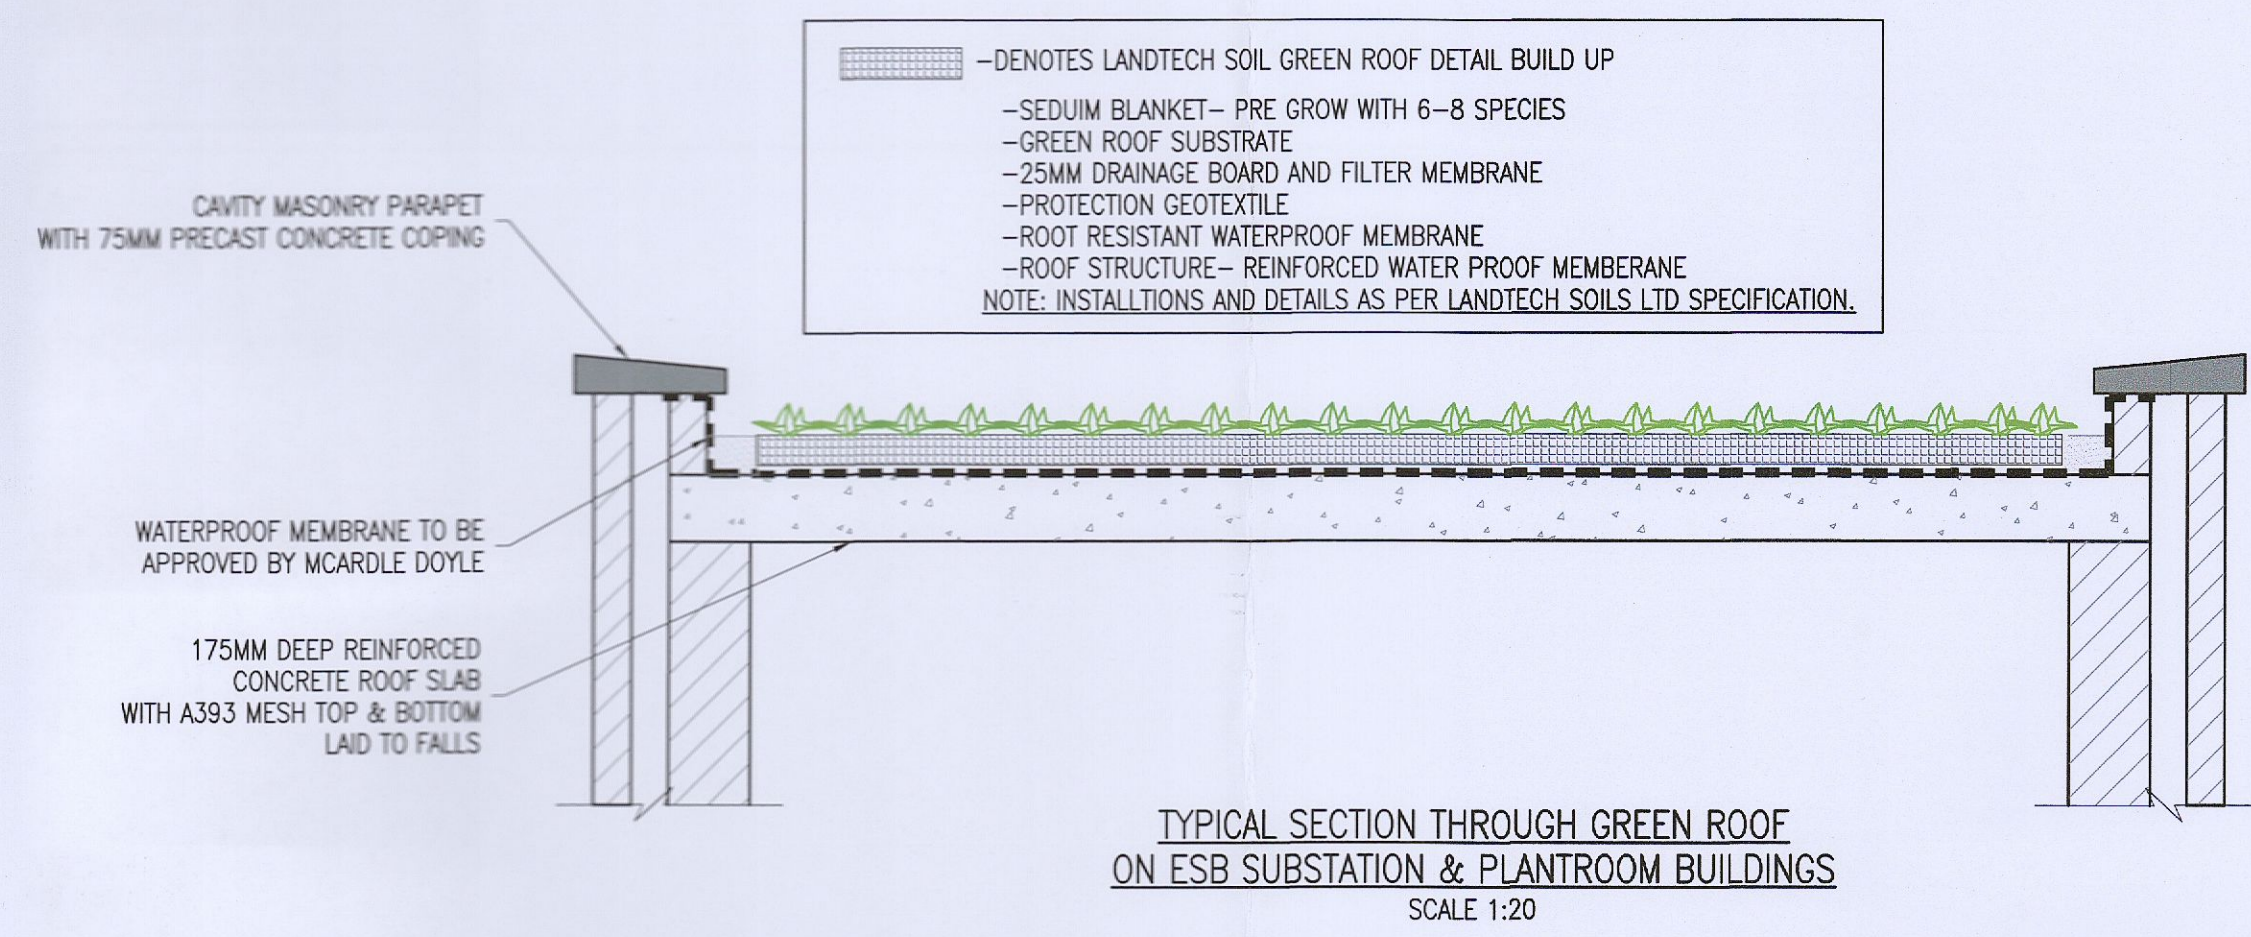 -DENOTES LANDTECH SOIL GREEN ROOF DETAIL BUILD UP
-SEDUIM BLANKET- PRE GROW WITH 6-8 SPECIES
-GREEN ROOF SUBSTRATE
-25MM DRAINAGE BOARD AND FILTER MEMBRANE
-PROTECTION GEOTEXTILE
-ROOT RESISTANT WATERPROOF MEMBRANE
-ROOF STRUCTURE- REINFORCED WATER PROOF MEMBERANE
NOTE: INSTALLTIONS AND DETAILS AS PER LANDTECH SOILS LTD SPECIFICATION.
CAVITY MASONRY PARAPET
WITH 75MM PRECAST CONCRETE COPING
WATERPROOF MEMBRANE TO BE
APPROVED BY MCARDLE DOYLE
175MM DEEP REINFORCED
CONCRETE ROOF SLAB
WITH A393 MESH TOP & BOTTOM
LAID TO FALLS
TYPICAL SECTION THROUGH GREEN ROOF
ON ESB SUBSTATION & PLANTROOM BUILDINGS
SCALE 1:20